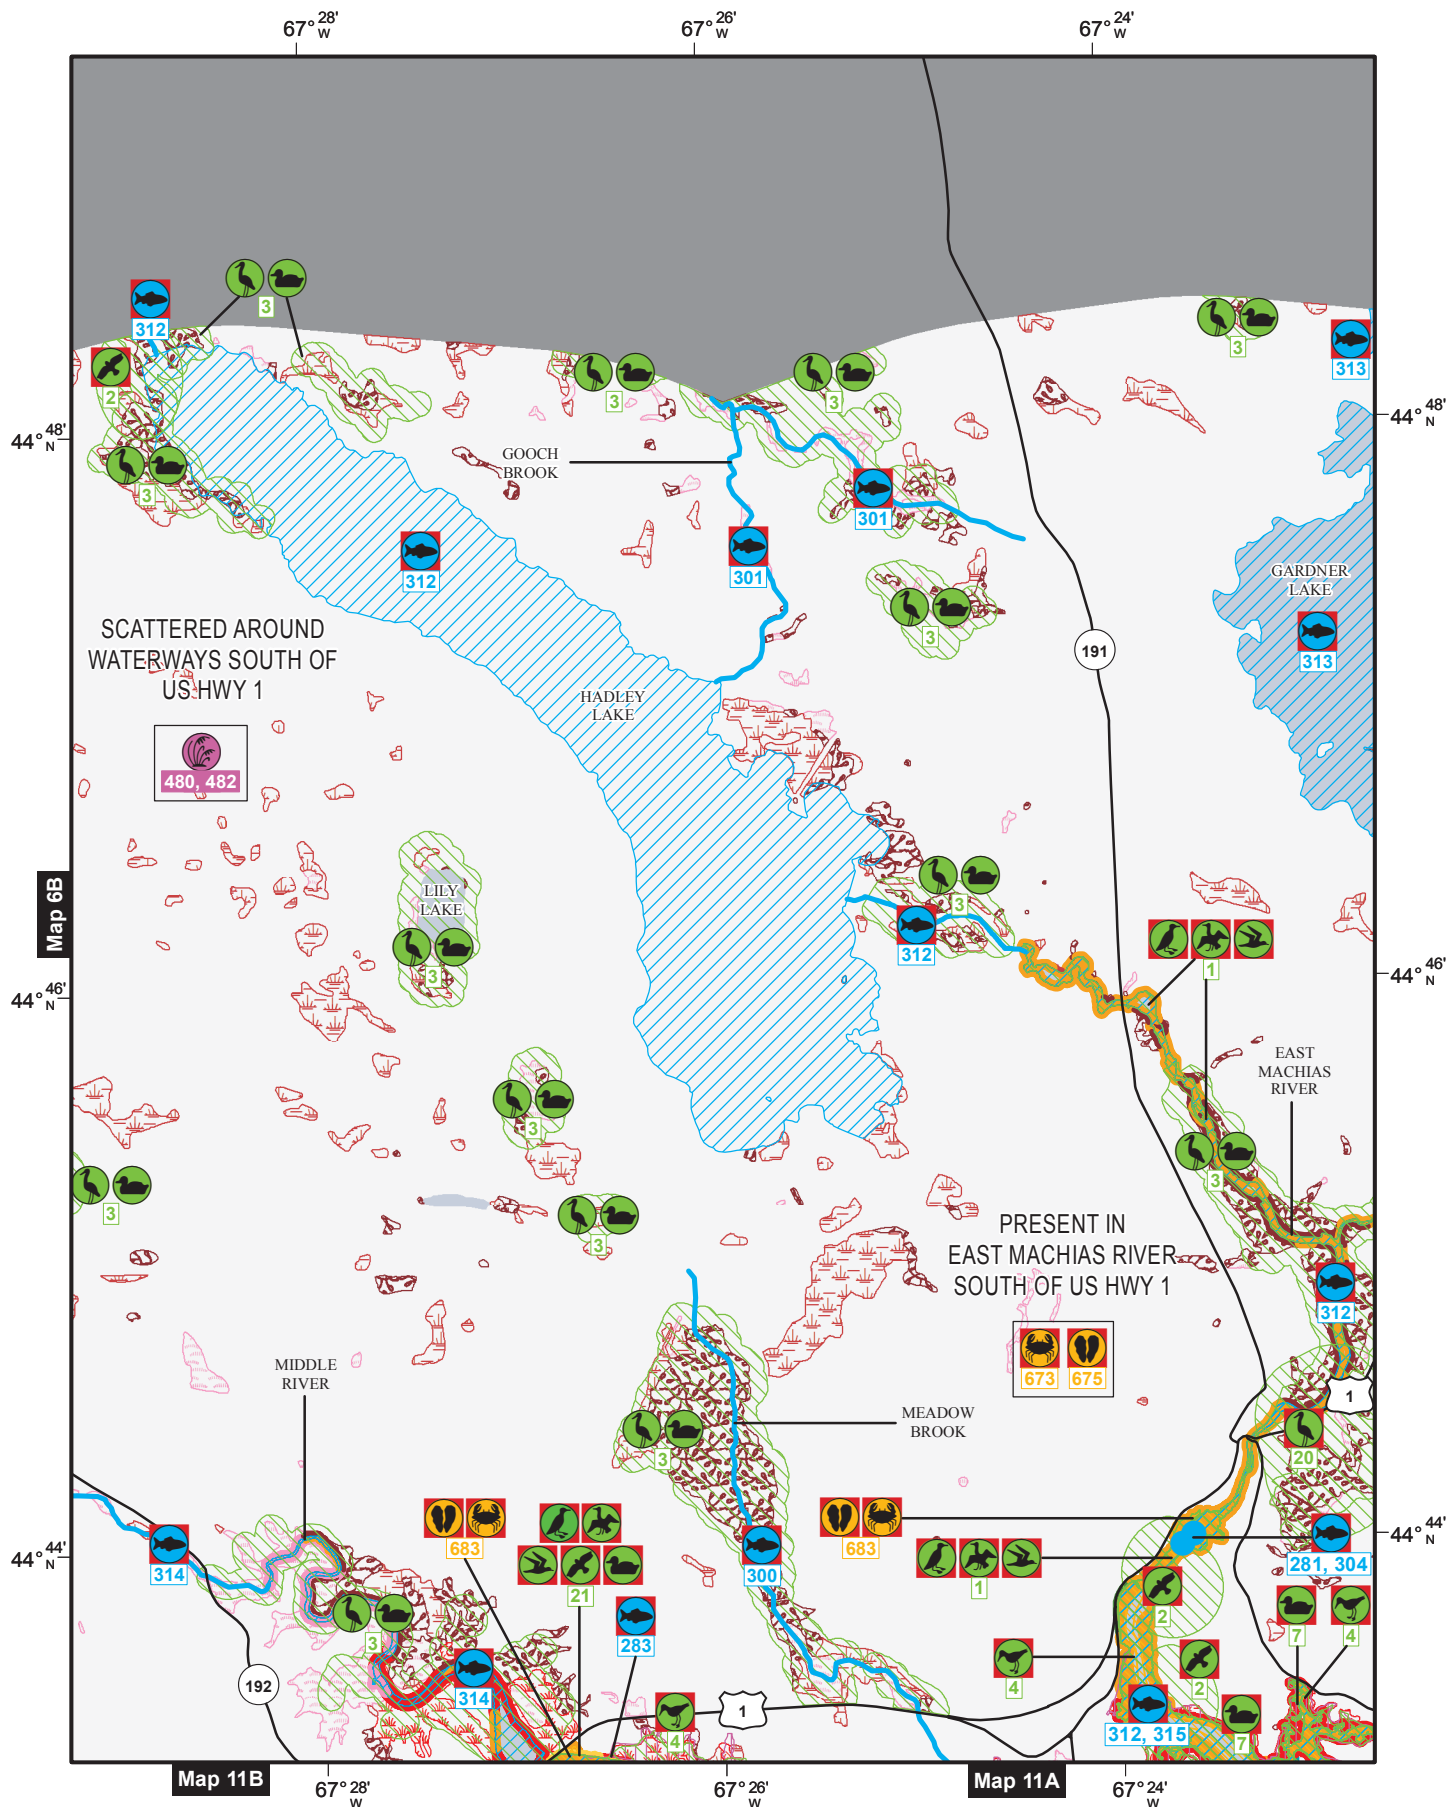 67° 28' W
67° 26' W
67° 24' W
3
312
3
313
2
3
3
44° 48' N
44° 48' N
GOOCH
BROOK
3
301
301
312
GARDNER
LAKE
3
313
SCATTERED AROUND
WATERWAYS SOUTH OF
US HWY 1
191
HADLEY
LAKE
480, 482
LILY
LAKE
3
312
Map 6B
3
1
44° 46' N
44° 46' N
EAST
MACHIAS
RIVER
3
3
3
3
PRESENT IN
EAST MACHIAS RIVER
SOUTH OF US HWY 1
312
673
675
MIDDLE
RIVER
1
MEADOW
BROOK
3
20
683
683
44° 44' N
44° 44' N
314
300
281, 304
1
21
2
283
7
4
3
4
2
314
192
1
4
312, 315
7
Map 11B
Map 11A
67° 28' W
67° 26' W
67° 24' W